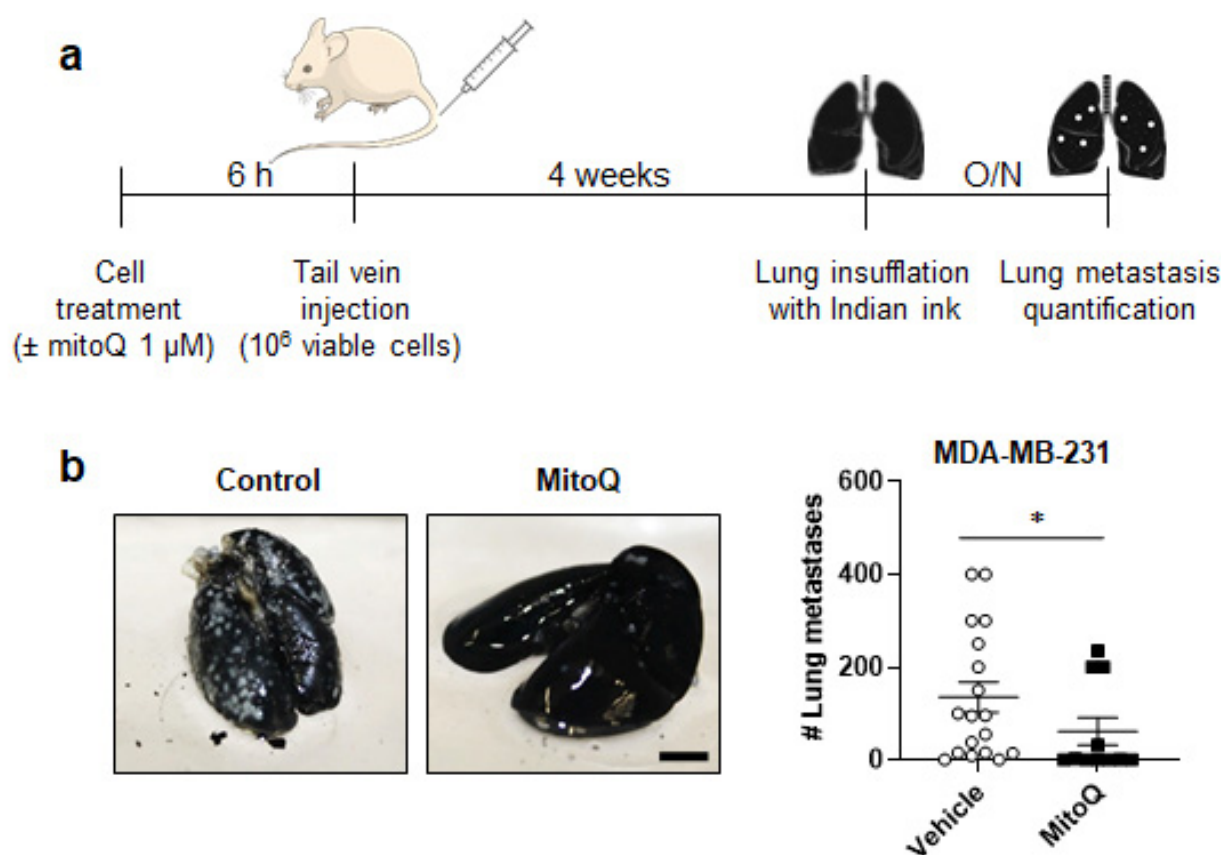 a
6 h
4 weeks
O/N
Cell
treatment
(± mitoQ 1 µM)
Tail vein
injection
(10⁶ viable cells)
Lung insufflation
with Indian ink
Lung metastasis
quantification
b
Control
MitoQ
MDA-MB-231
# Lung metastases
600
400
200
0
*
Vehicle
MitoQ